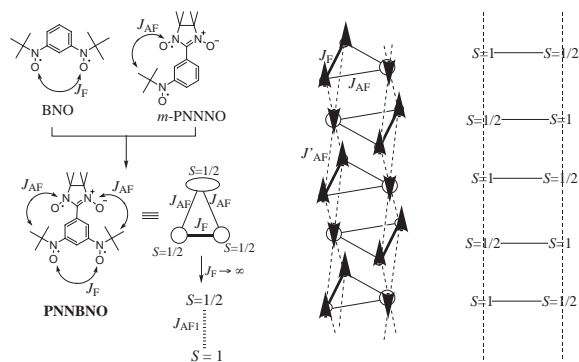 J_AF
N
O·
N⁺
O⁻
N
O·
N
O·
J_F
N
O·
BNO
m-PNNNO
J_AF
N
O·
N⁺
O⁻
J_AF
N
O·
N
O·
J_F
PNNBNO
≡
S=1/2
J_AF
J_AF
J_F
S=1/2
S=1/2
J_F → ∞
S=1/2
J_AF1
S = 1
J_F
J_AF
J'_AF
S=1 S=1/2
S=1/2 S=1
S=1 S=1/2
S=1/2 S=1
S=1 S=1/2